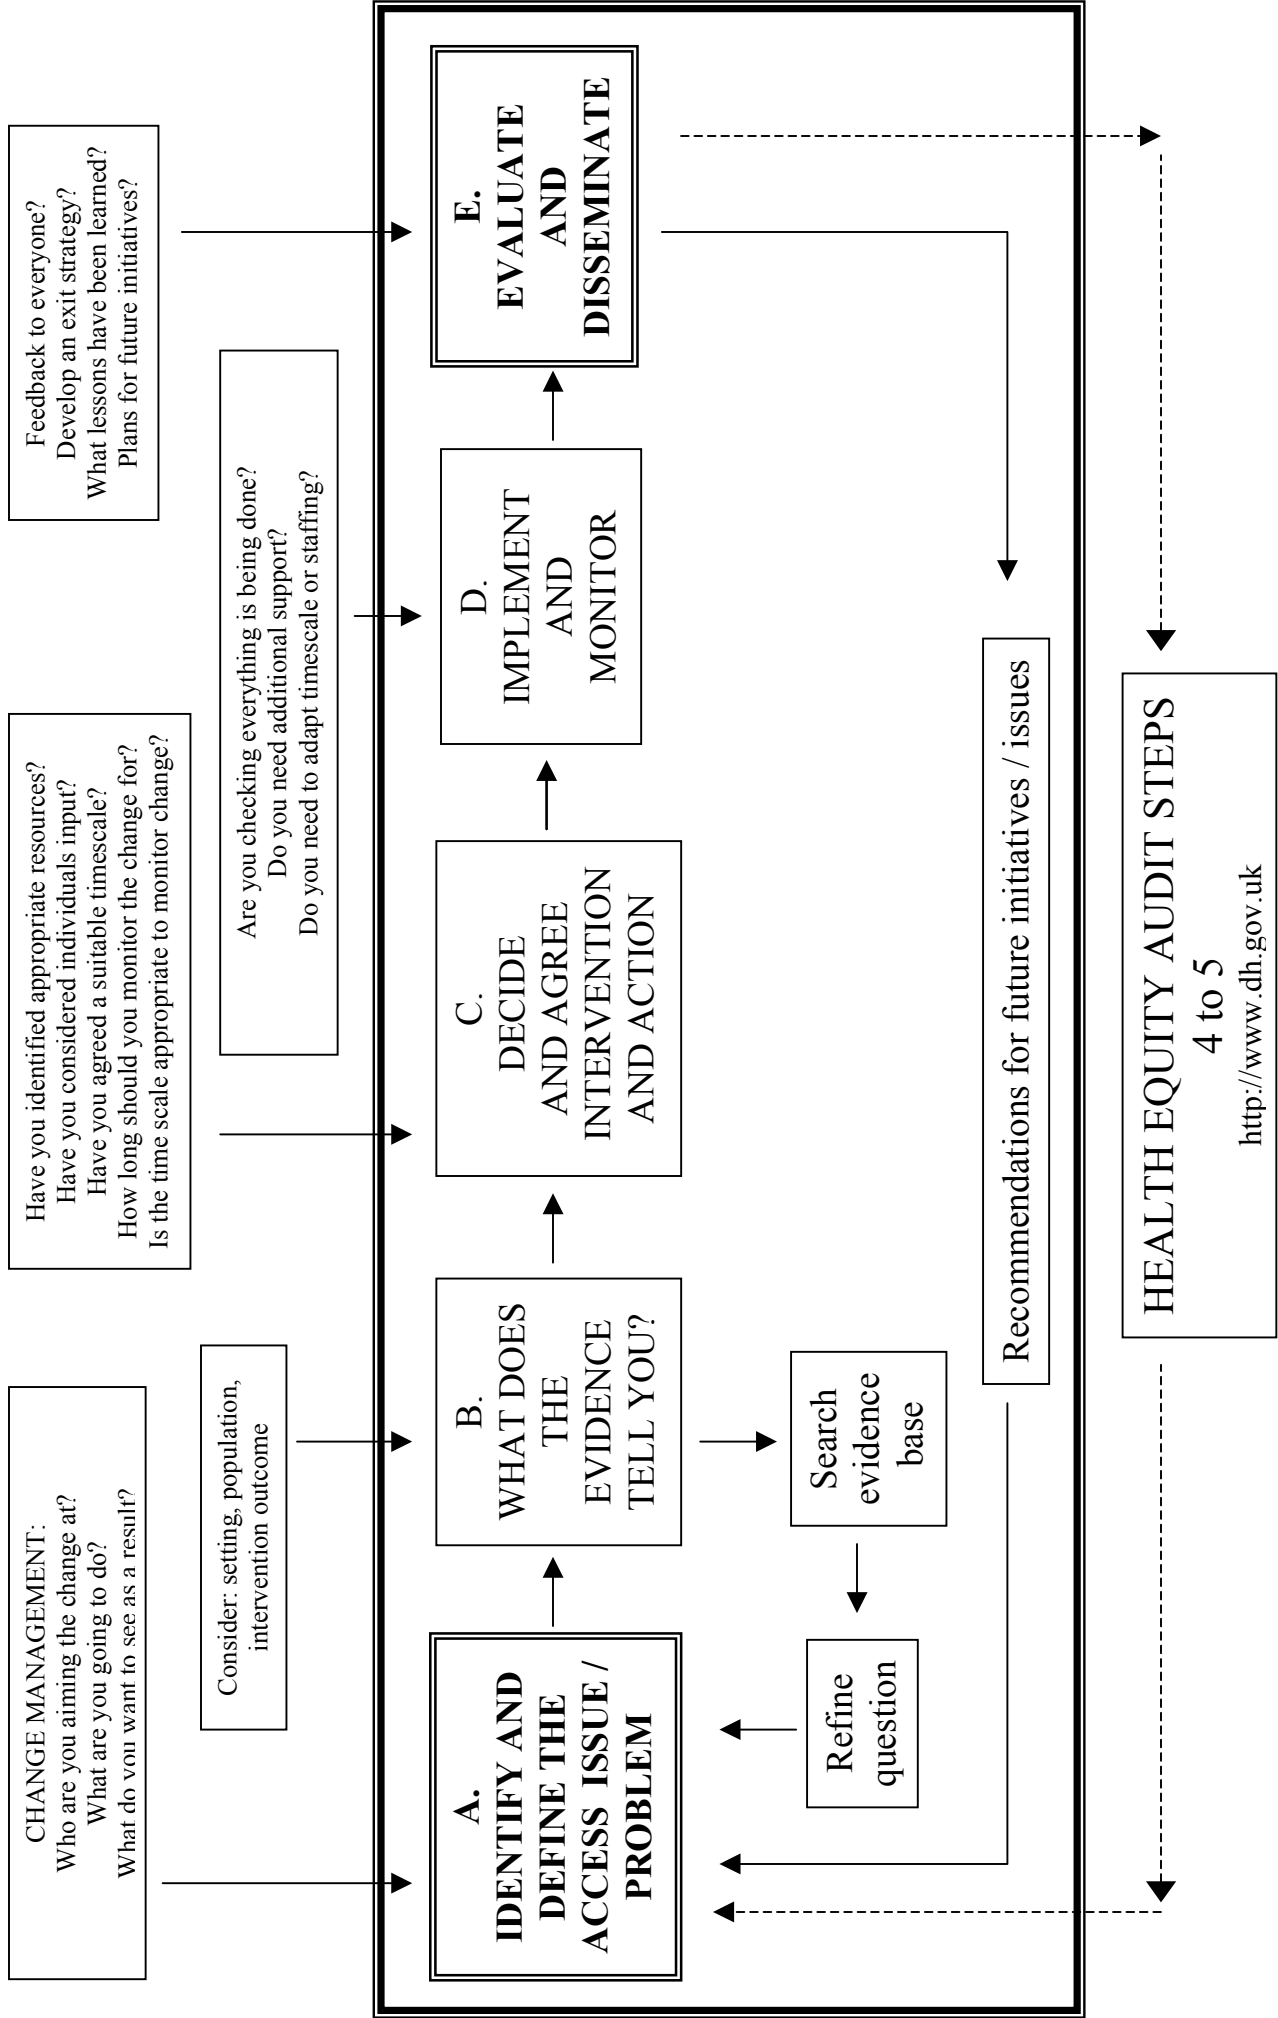 CHANGE MANAGEMENT:
Who are you aiming the change at?
What are you going to do?
What do you want to see as a result?
Consider: setting, population,
intervention outcome
Have you identified appropriate resources?
Have you considered individuals input?
Have you agreed a suitable timescale?
How long should you monitor the change for?
Is the time scale appropriate to monitor change?
Are you checking everything is being done?
Do you need additional support?
Do you need to adapt timescale or staffing?
Feedback to everyone?
Develop an exit strategy?
What lessons have been learned?
Plans for future initiatives?
A.
IDENTIFY AND
DEFINE THE
ACCESS ISSUE /
PROBLEM
B.
WHAT DOES
THE
EVIDENCE
TELL YOU?
C.
DECIDE
AND AGREE
INTERVENTION
AND ACTION
D.
IMPLEMENT
AND
MONITOR
E.
EVALUATE
AND
DISSEMINATE
Search
evidence
base
Refine
question
Recommendations for future initiatives / issues
HEALTH EQUITY AUDIT STEPS
4 to 5
http://www.dh.gov.uk